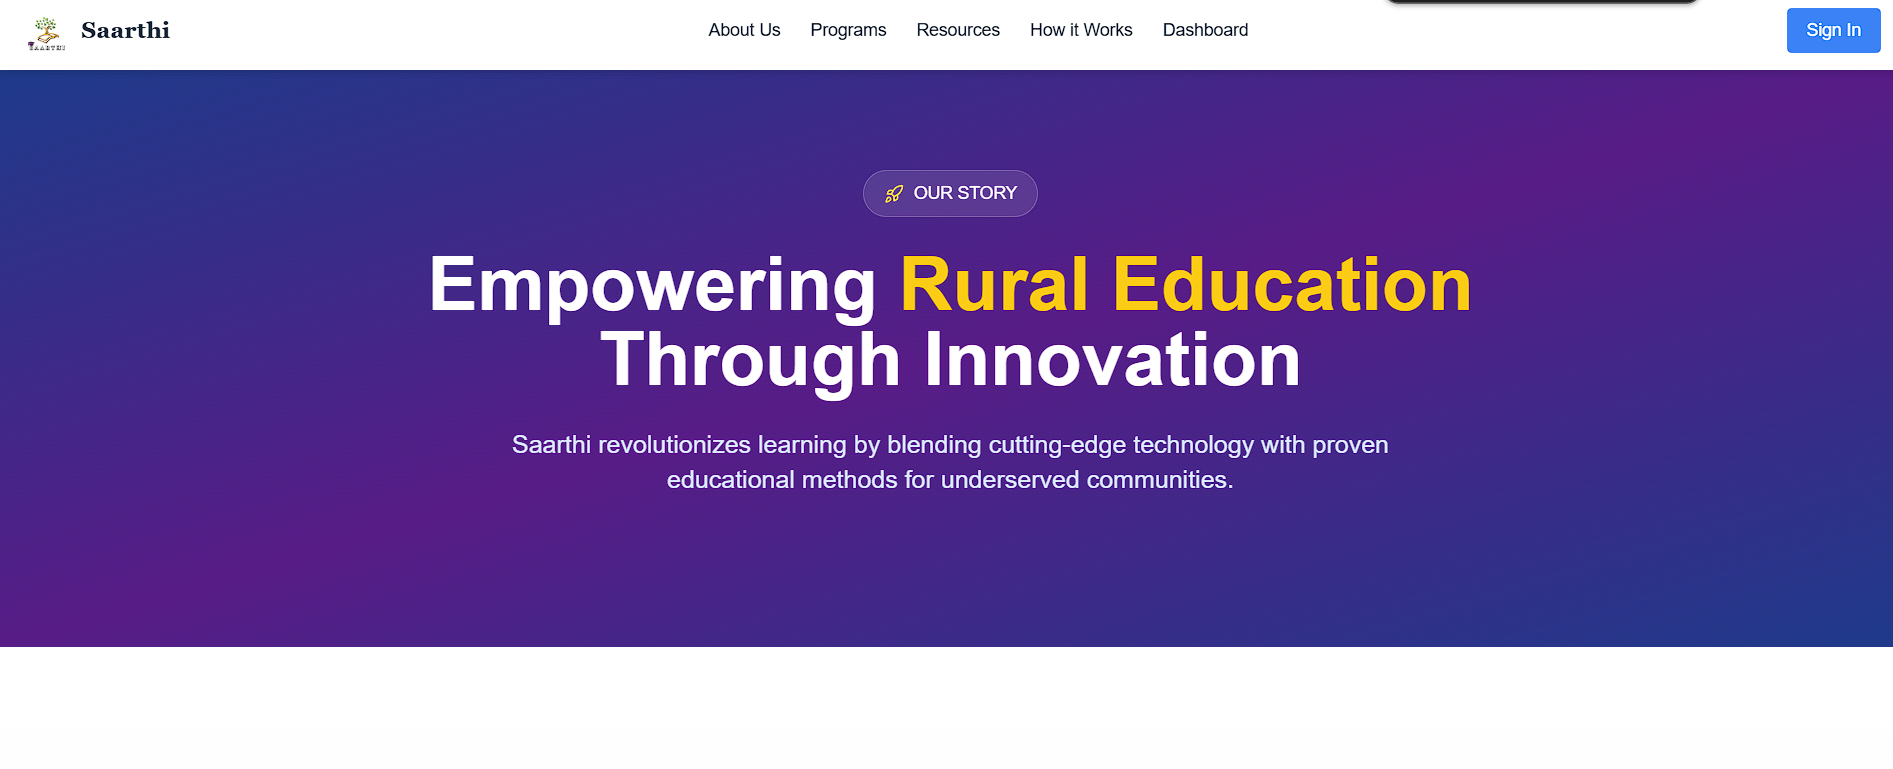 SAARTHI
Saarthi
About Us
Programs
Resources
How it Works
Dashboard
Sign In
OUR STORY
Empowering Rural Education
Through Innovation
Saarthi revolutionizes learning by blending cutting-edge technology with proven
educational methods for underserved communities.